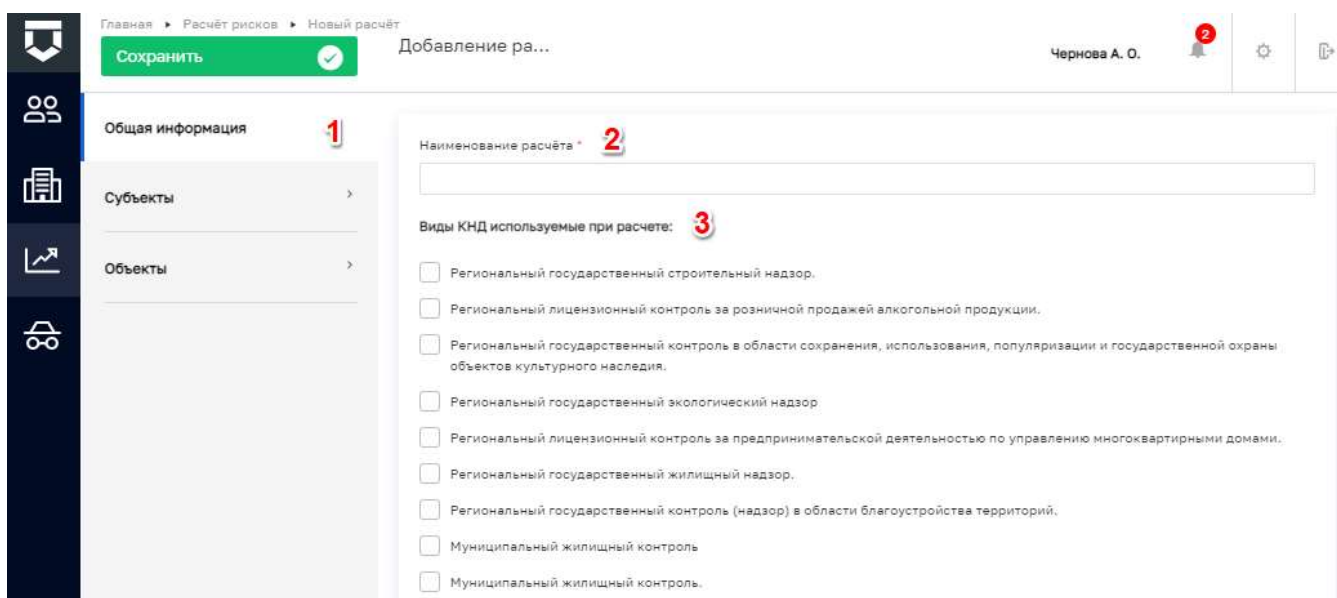 Главная ▸ Расчёт рисков ▸ Новый расчёт
Сохранить
Добавление ра...
Чернова А. О.
2
Общая информация
1
Субъекты
Объекты
Наименование расчёта *
2
Виды КНД используемые при расчете:
3
Региональный государственный строительный надзор.
Региональный лицензионный контроль за розничной продажей алкогольной продукции.
Региональный государственный контроль в области сохранения, использования, популяризации и государственной охраны
объектов культурного наследия.
Региональный государственный экологический надзор
Региональный лицензионный контроль за предпринимательской деятельностью по управлению многоквартирными домами.
Региональный государственный жилищный надзор.
Региональный государственный контроль (надзор) в области благоустройства территорий.
Муниципальный жилищный контроль
Муниципальный жилищный контроль.